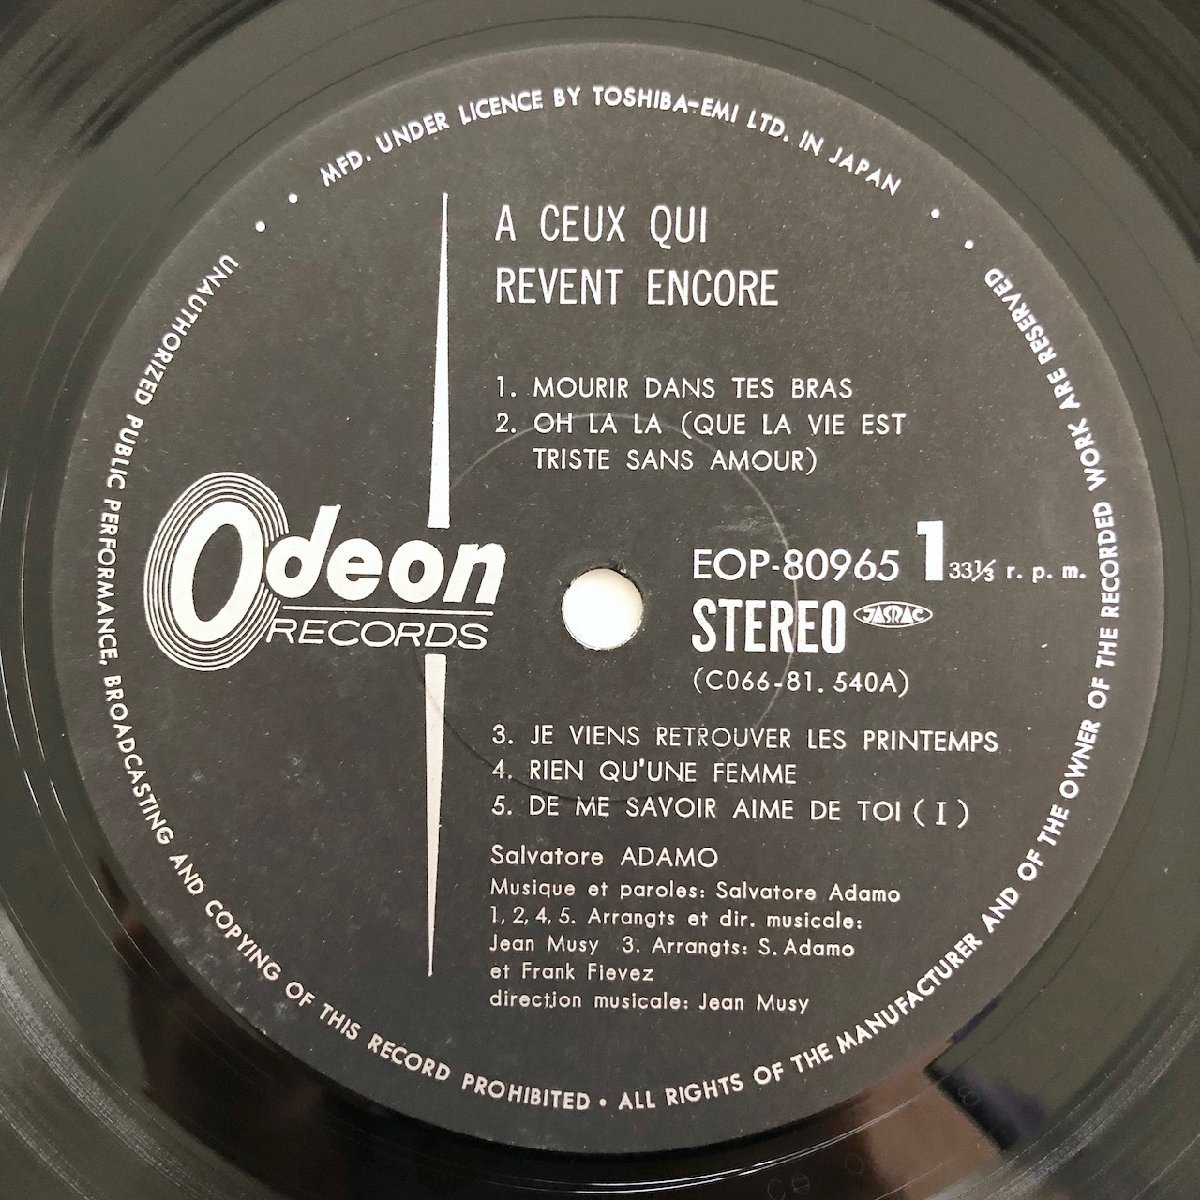 MFD. UNDER LICENCE BY TOSHIBA-EMI LTD. IN JAPAN
A CEUX QUI
REVENT ENCORE
1. MOURIR DANS TES BRAS
2. OH LA LA (QUE LA VIE EST
TRISTE SANS AMOUR)
Odeon
RECORDS
EOP-80965 1 33⅓ r. p. m.
STEREO JASRAC
(C066-81. 540A)
3. JE VIENS RETROUVER LES PRINTEMPS
4. RIEN QU'UNE FEMME
5. DE ME SAVOIR AIME DE TOI ( I )
Salvatore ADAMO
Musique et paroles: Salvatore Adamo
1, 2, 4, 5. Arrangts et dir. musicale:
Jean Musy 3. Arrangts: S. Adamo
et Frank Fievez
direction musicale: Jean Musy
UNAUTHORIZED PUBLIC PERFORMANCE, BROADCASTING AND COPYING OF THIS RECORD PROHIBITED • ALL RIGHTS OF THE MANUFACTURER AND OF THE OWNER OF THE RECORDED WORK ARE RESERVED